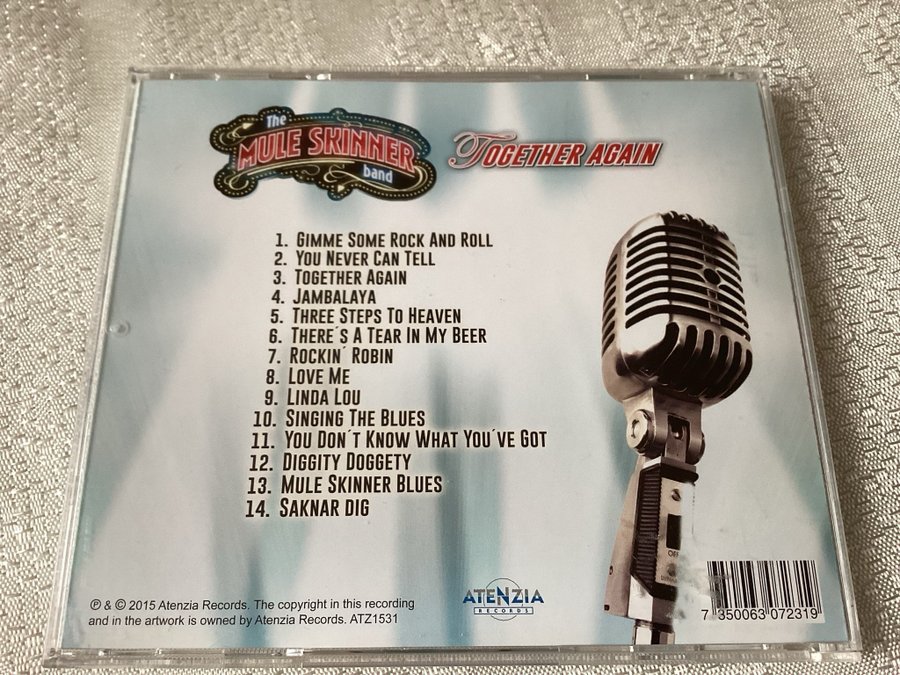 The
MULE SKINNER
band
TOGETHER AGAIN
1. GIMME SOME ROCK AND ROLL
2. YOU NEVER CAN TELL
3. TOGETHER AGAIN
4. JAMBALAYA
5. THREE STEPS TO HEAVEN
6. THERE´S A TEAR IN MY BEER
7. ROCKIN´ ROBIN
8. LOVE ME
9. LINDA LOU
10. SINGING THE BLUES
11. YOU DON´T KNOW WHAT YOU´VE GOT
12. DIGGITY DOGGETY
13. MULE SKINNER BLUES
14. SAKNAR DIG
OFF
℗ & © 2015 Atenzia Records. The copyright in this recording
and in the artwork is owned by Atenzia Records. ATZ1531
ATENZIA
RECORDS
7 350063 072319